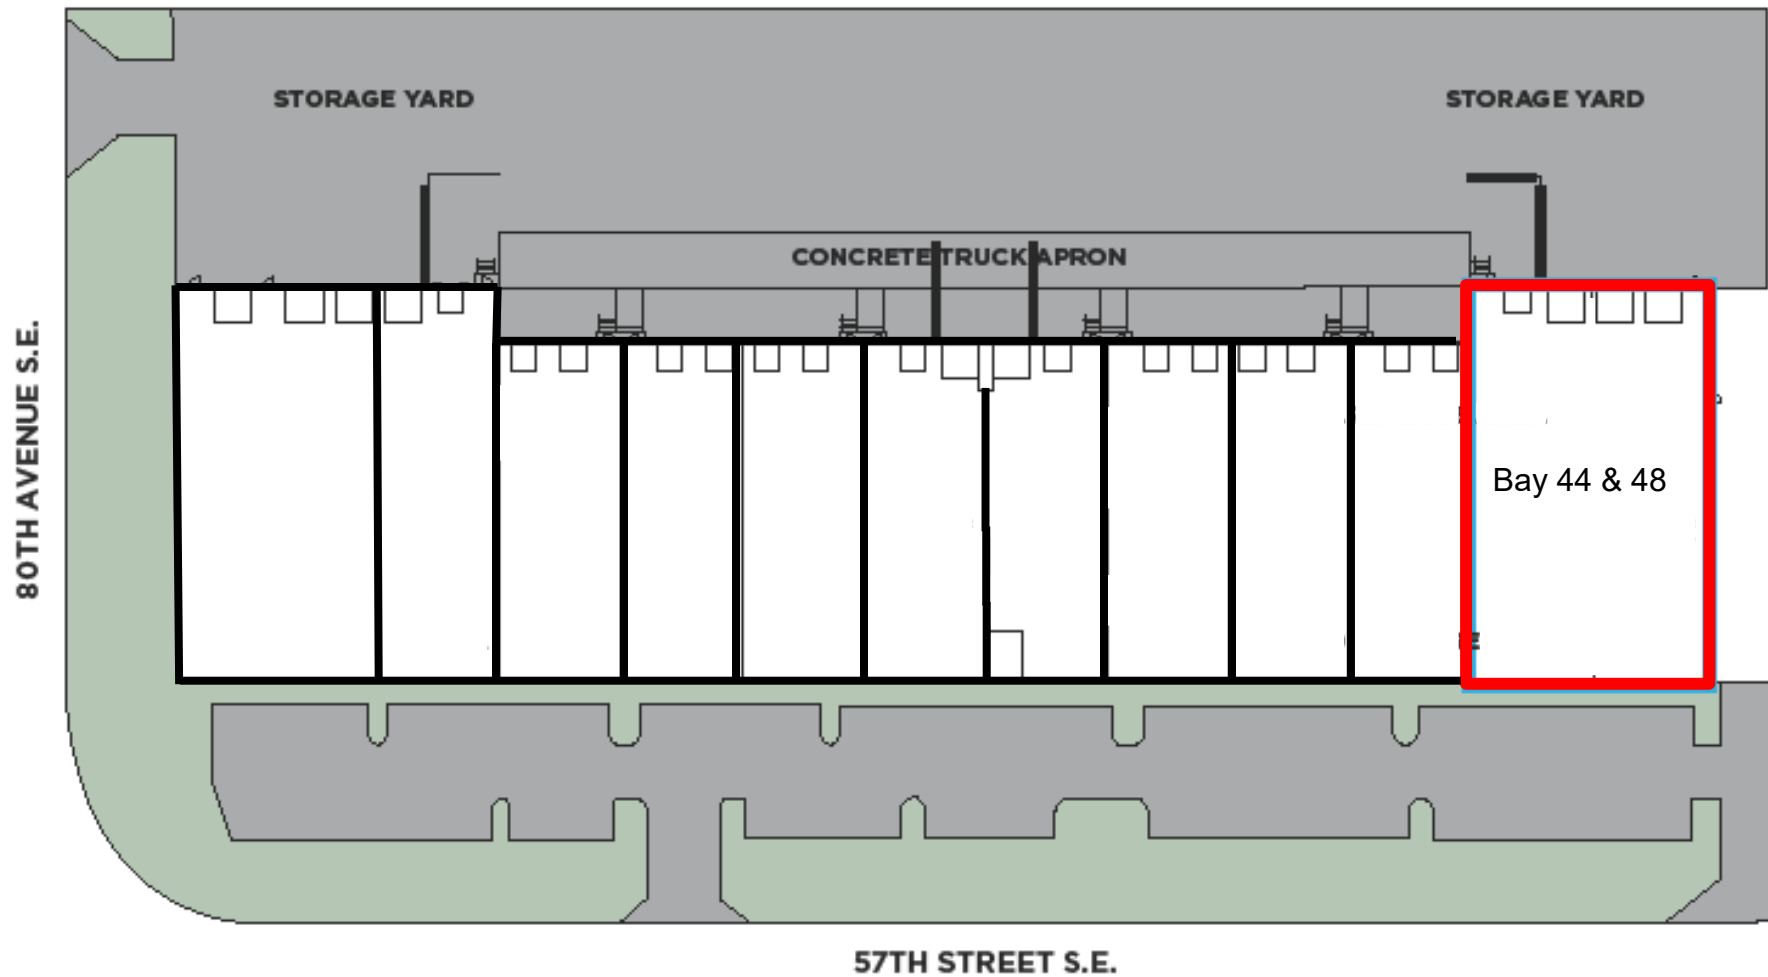 STORAGE YARD
STORAGE YARD
CONCRETE TRUCK APRON
80TH AVENUE S.E.
Bay 44 & 48
57TH STREET S.E.